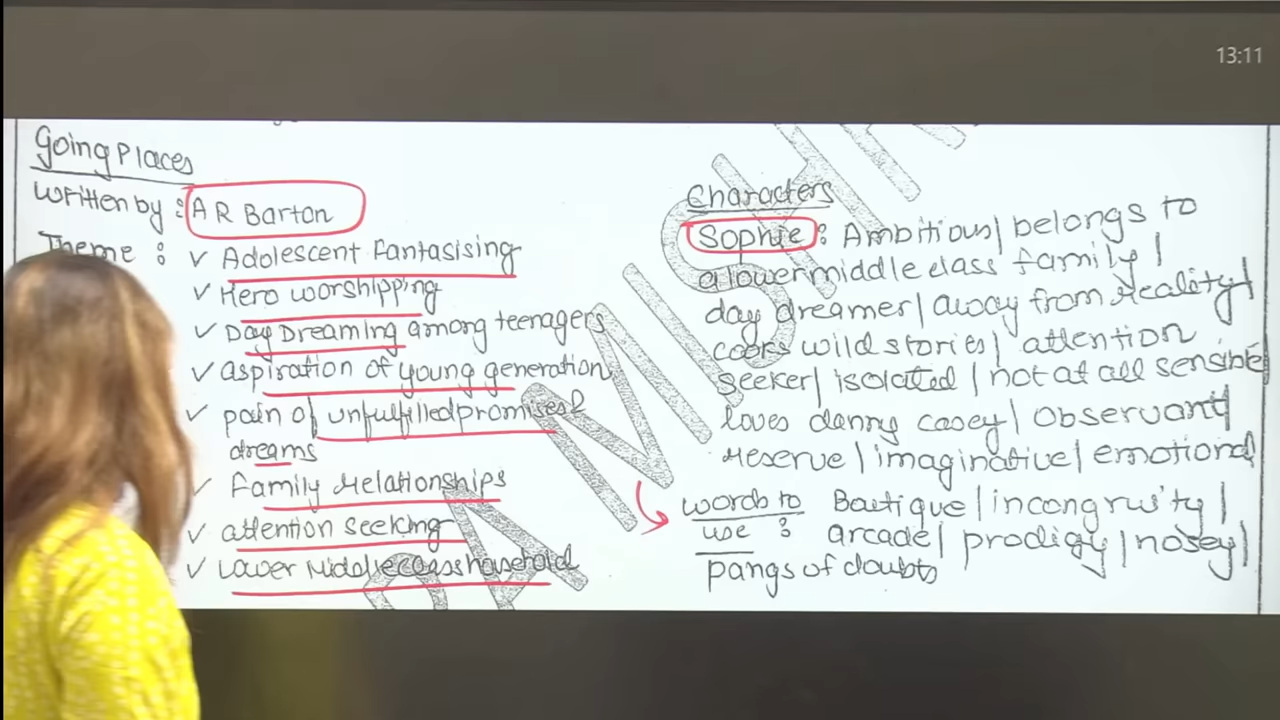 13:11
Going Places
Written by : A R Barton
Theme : ✓ Adolescent Fantasising
✓ Hero worshipping
✓ Day Dreaming among teenagers
✓ aspiration of young generation
✓ pain of unfulfilled promises &
dreams
✓ Family relationships
✓ attention seeking
✓ Lower Middle class household
Characters
Sophie : Ambitious/ belongs to
a lower middle class family /
day dreamer/ away from reality/
cooks wild stories/ attention
seeker/ isolated / not at all sensible
loves danny casey/ observant/
reserve / imaginative/ emotional
words to use : Boutique / incongruity /
arcade/ prodigy / nosey/
pangs of doubts
MISHR